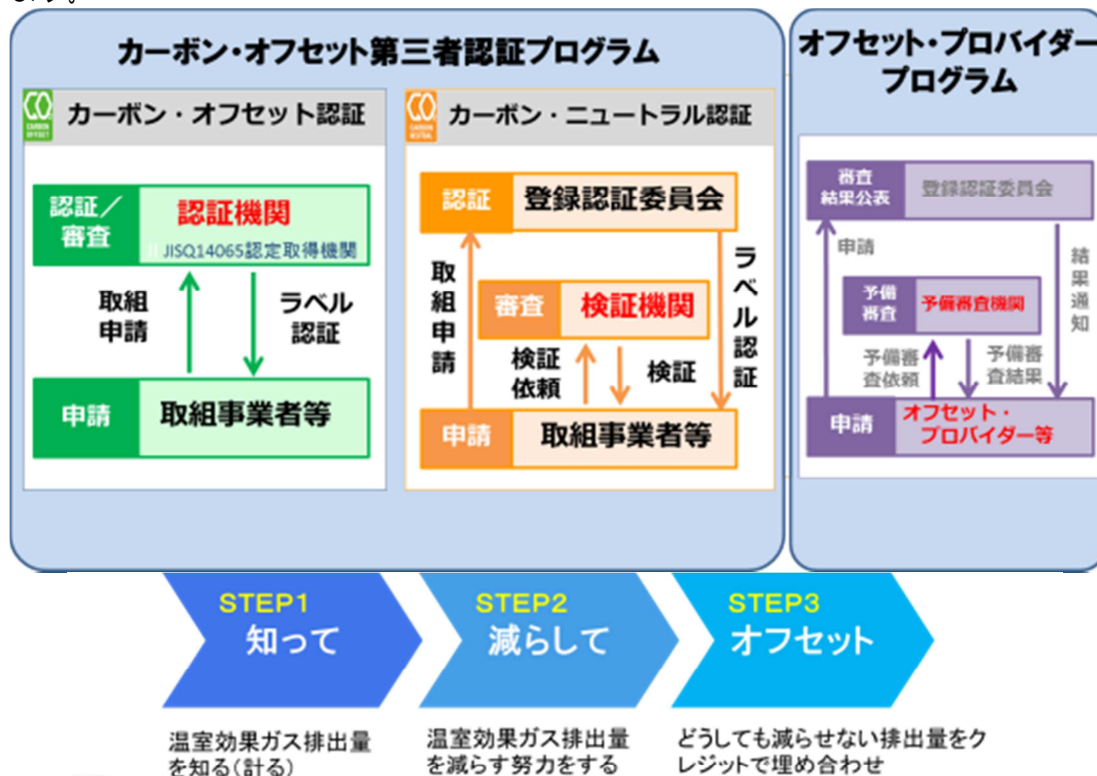 ます。
カーボン・オフセット第三者認証プログラム
CO2
CARBON
OFFSET
カーボン・オフセット認証
認証／
審査
認証機関
JISQ14065認定取得機関
取組
申請
ラベル
認証
申請
取組事業者等
CO2
CARBON
NEUTRAL
カーボン・ニュートラル認証
認証
登録認証委員会
取組申請
審査
検証機関
検証
依頼
検証
ラベル認証
申請
取組事業者等
オフセット・プロバイダー
プログラム
審査
結果公表
登録認証委員会
申請
予備
審査
予備審査機関
結果通知
予備審
査依頼
予備審
査結果
申請
オフセット・
プロバイダー等
STEP1
知って
温室効果ガス排出量
を知る(計る)
STEP2
減らして
温室効果ガス排出量
を減らす努力をする
STEP3
オフセット
どうしても減らせない排出量をク
レジットで埋め合わせ